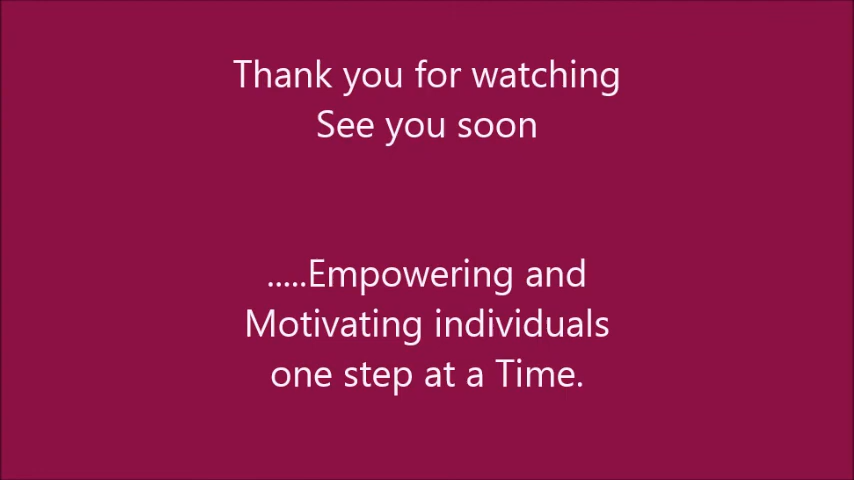 Thank you for watching
See you soon
.....Empowering and
Motivating individuals
one step at a Time.